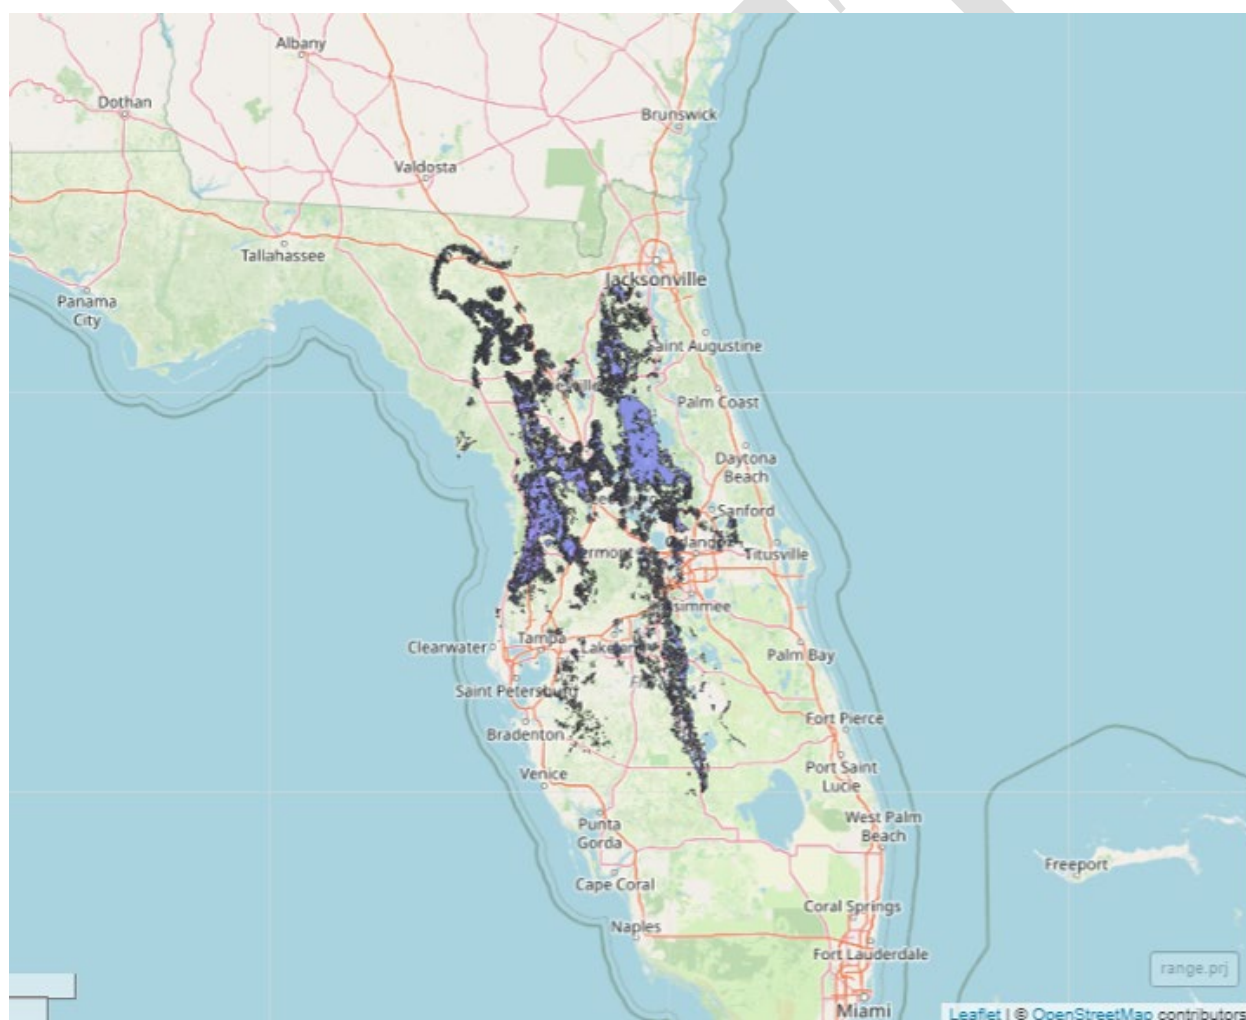 Albany
Dothan
Brunswick
Valdosta
Tallahassee
Jacksonville
Panama
City
Saint Augustine
Palm Coast
Daytona
Beach
Sanford
Titusville
Clearwater
Tampa
Palm Bay
Saint Petersburg
Fort Pierce
Bradenton
Venice
Port Saint
Lucie
Punta
Gorda
West Palm
Beach
Freeport
Cape Coral
Coral Springs
Naples
Fort Lauderdale
range.prj
Miami
Leaflet | © OpenStreetMap contributors